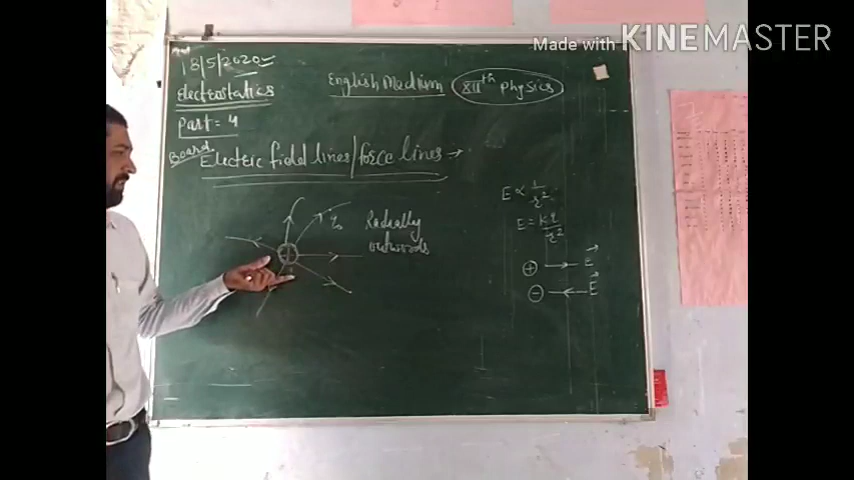 Made with KINEMASTER
18/5/2020
English Medium XIIth Physics
Electrostatics
Part = 4
Board
Electric field lines/force lines →
E ∝ 1/r²
E = Kq/r²
+ → E
- ← E
+ q₀ Radially
outwards